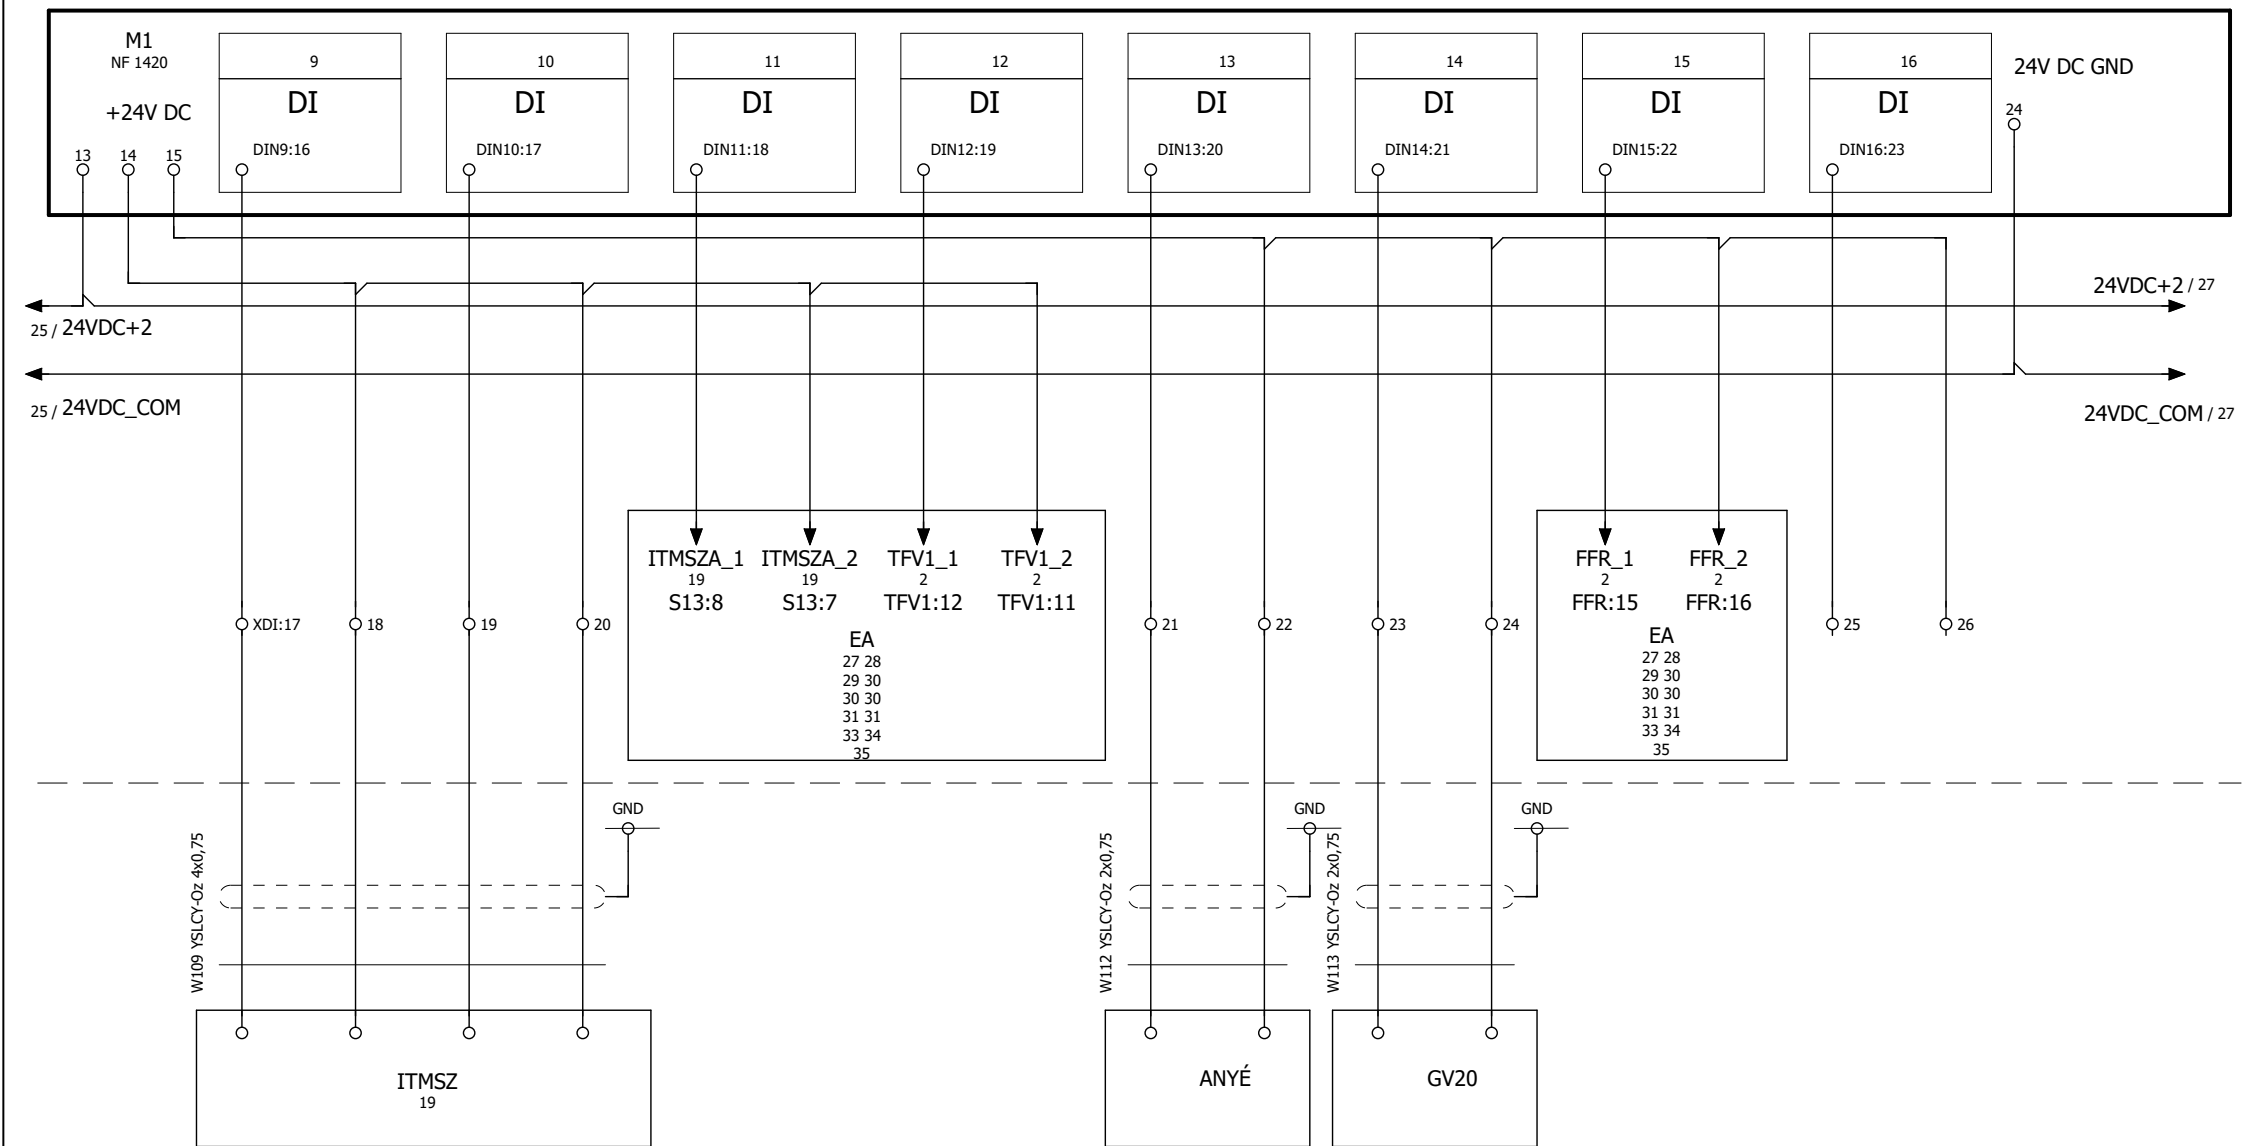 M1
NF 1420
+24V DC
13
14
15
9
DI
DIN9:16
10
DI
DIN10:17
11
DI
DIN11:18
12
DI
DIN12:19
13
DI
DIN13:20
14
DI
DIN14:21
15
DI
DIN15:22
16
DI
DIN16:23
24V DC GND
24
24VDC+2 / 27
25 / 24VDC+2
25 / 24VDC_COM
24VDC_COM / 27
ITMSZA_1
19
S13:8
ITMSZA_2
19
S13:7
TFV1_1
2
TFV1:12
TFV1_2
2
TFV1:11
EA
27 28
29 30
30 30
31 31
33 34
35
FFR_1
2
FFR:15
FFR_2
2
FFR:16
EA
27 28
29 30
30 30
31 31
33 34
35
XDI:17
18
19
20
21
22
23
24
25
26
GND
GND
GND
W109 YSLCY-Oz 4x0,75
W112 YSLCY-Oz 2x0,75
W113 YSLCY-Oz 2x0,75
ITMSZ
19
ANYÉ
GV20